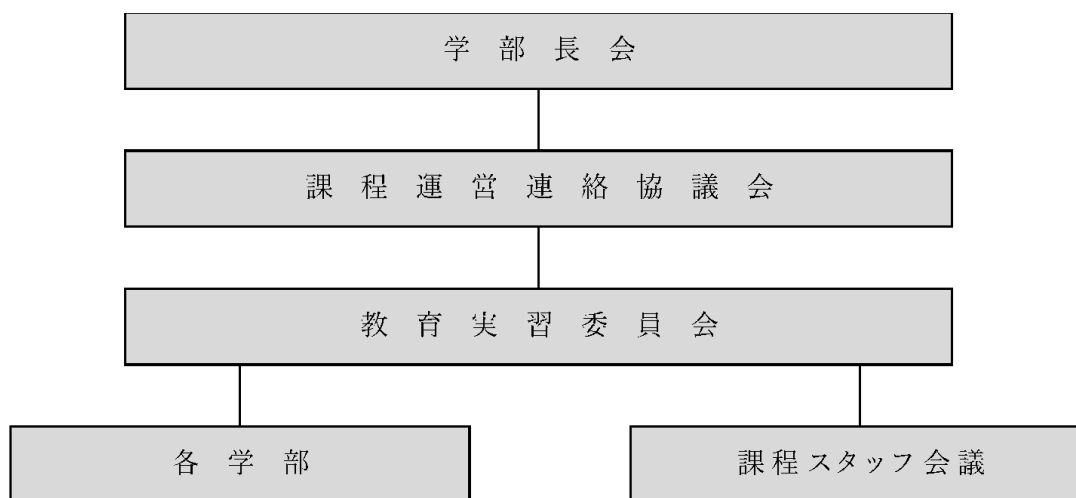 学部長会
課程運営連絡協議会
教育実習委員会
各学部
課程スタッフ会議